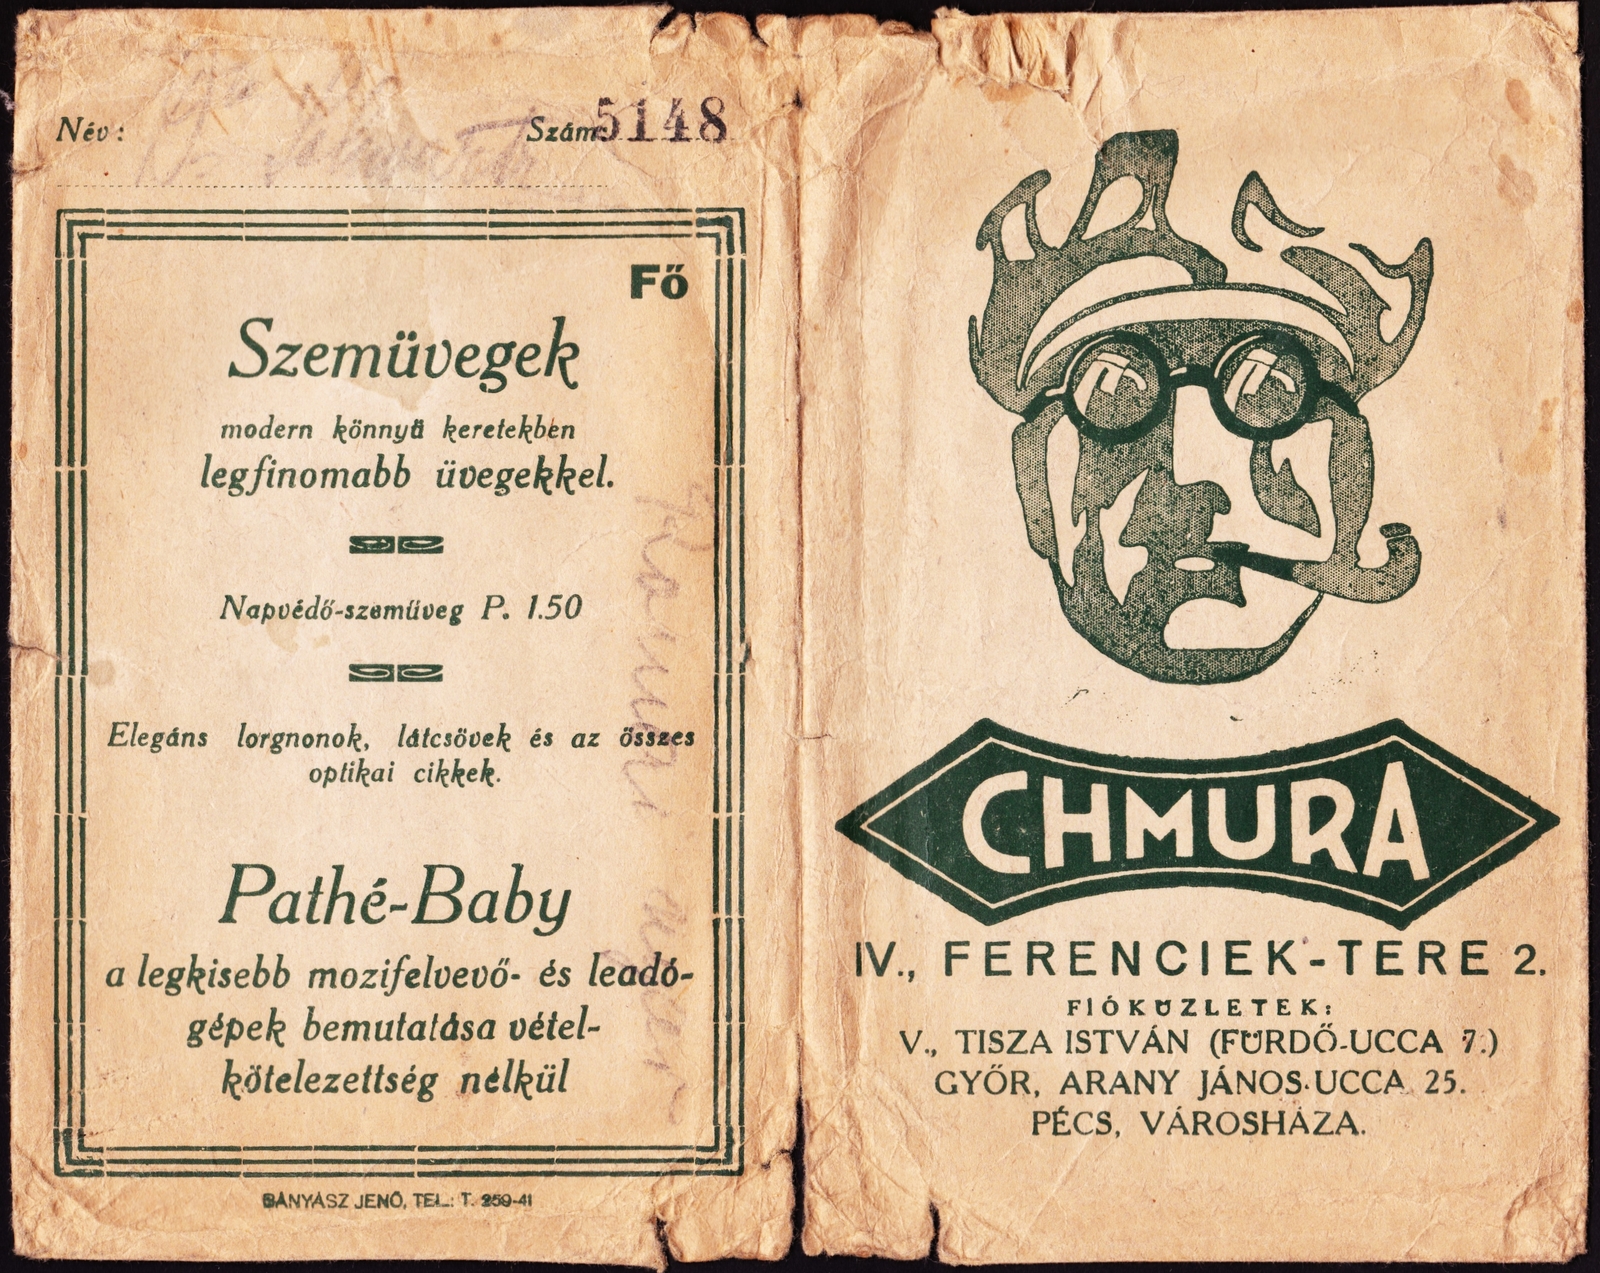 Név:
Szám: 5148
Fő
Szemüvegek
modern könnyű keretekben
legfinomabb üvegekkel.
Napvédő-szemüveg P. 1.50
Elegáns lorgnonok, látcsövek és az összes
optikai cikkek.
Pathé-Baby
a legkisebb mozifelvevő- és leadó-
gépek bemutatása vétel-
kötelezettség nélkül
BÁNYÁSZ JENŐ, TEL.: T. 259-41
CHMURA
IV., FERENCIEK-TERE 2.
FIÓKÜZLETEK:
V., TISZA ISTVÁN (FÜRDŐ-UCCA 7.)
GYŐR, ARANY JÁNOS-UCCA 25.
PÉCS, VÁROSHÁZA.